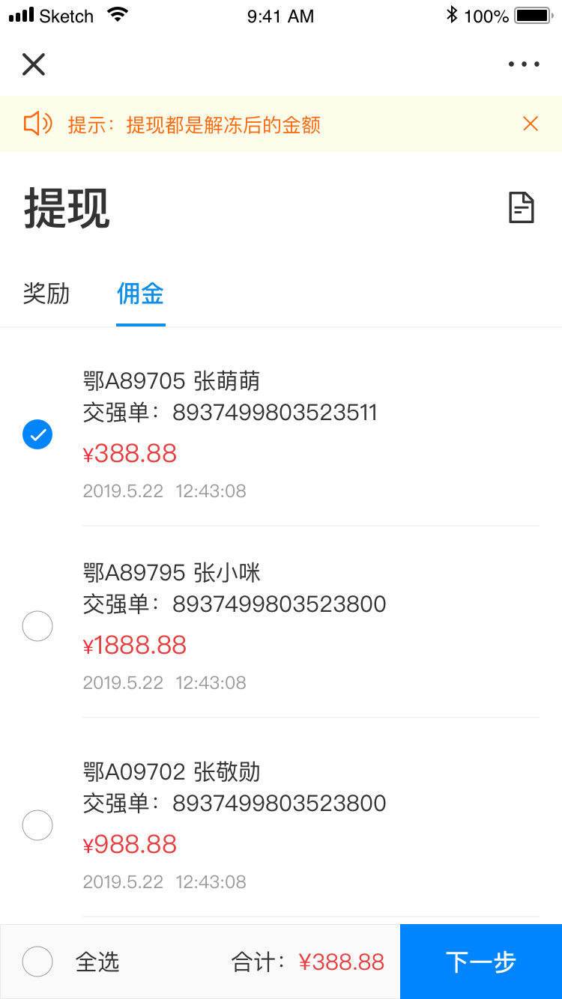 Sketch 9:41 AM 100%
提示：提现都是解冻后的金额
提现
奖励 佣金
鄂A89705 张萌萌
交强单：8937499803523511
¥388.88
2019.5.22 12:43:08
鄂A89795 张小咪
交强单：8937499803523800
¥1888.88
2019.5.22 12:43:08
鄂A09702 张敬勋
交强单：8937499803523800
¥988.88
2019.5.22 12:43:08
全选 合计：¥388.88 下一步